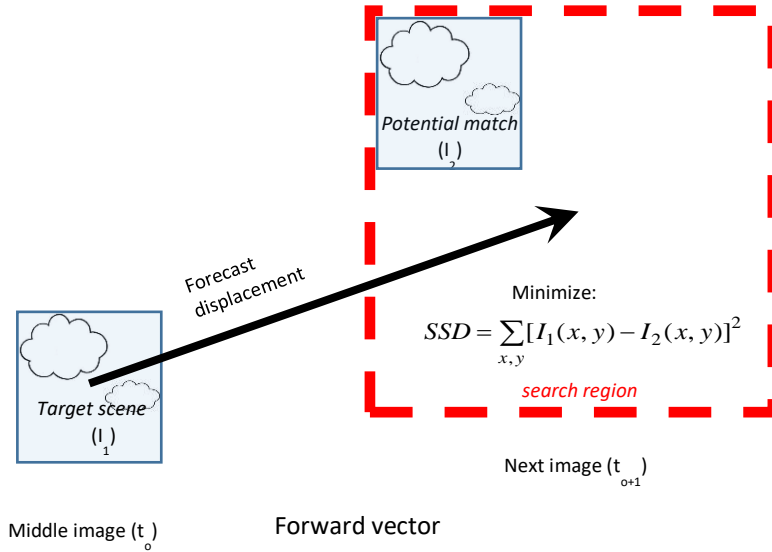 Potential match
(I₂)
Forecast
displacement
Minimize:
SSD = ∑[I₁(x, y) − I₂(x, y)]²
x, y
search region
Target scene
(I₁)
Next image (tₒ₊₁)
Middle image (tₒ)
Forward vector